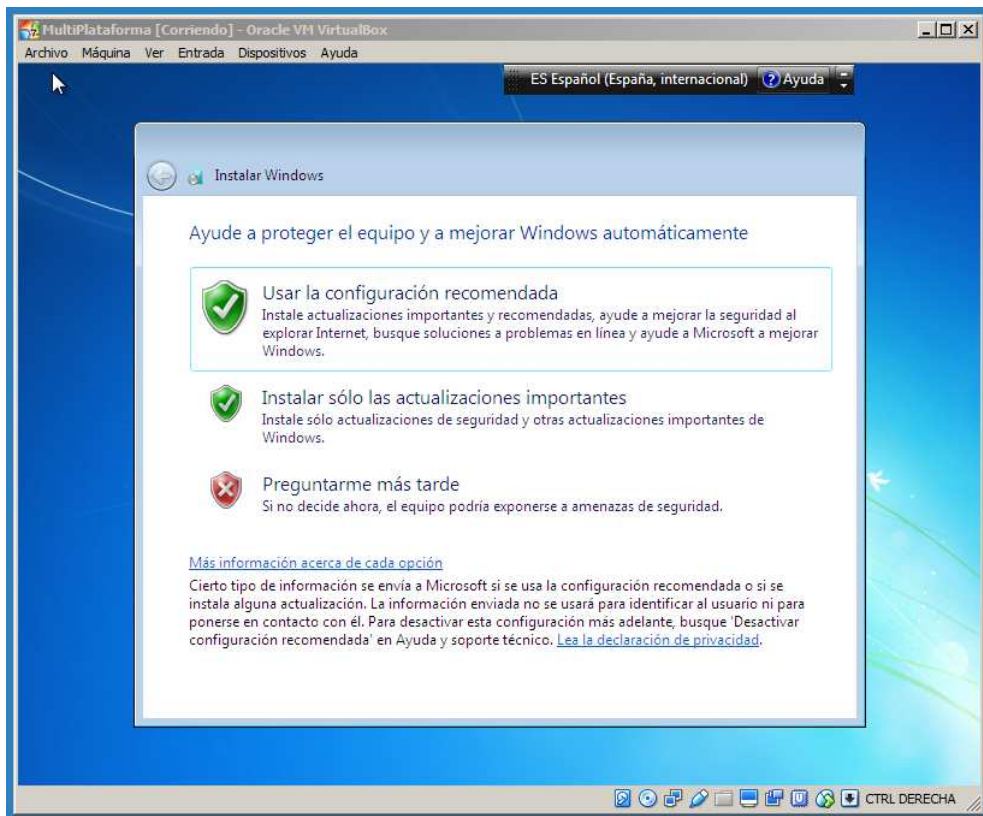 MultiPlataforma [Corriendo] - Oracle VM VirtualBox
Archivo Máquina Ver Entrada Dispositivos Ayuda
ES Español (España, internacional) Ayuda
Instalar Windows
Ayude a proteger el equipo y a mejorar Windows automáticamente
Usar la configuración recomendada
Instale actualizaciones importantes y recomendadas, ayude a mejorar la seguridad al
explorar Internet, busque soluciones a problemas en línea y ayude a Microsoft a mejorar
Windows.
Instalar sólo las actualizaciones importantes
Instale sólo actualizaciones de seguridad y otras actualizaciones importantes de
Windows.
Preguntarme más tarde
Si no decide ahora, el equipo podría exponerse a amenazas de seguridad.
Más información acerca de cada opción
Cierto tipo de información se envía a Microsoft si se usa la configuración recomendada o si se
instala alguna actualización. La información enviada no se usará para identificar al usuario ni para
ponerse en contacto con él. Para desactivar esta configuración más adelante, busque 'Desactivar
configuración recomendada' en Ayuda y soporte técnico. Lea la declaración de privacidad.
CTRL DERECHA